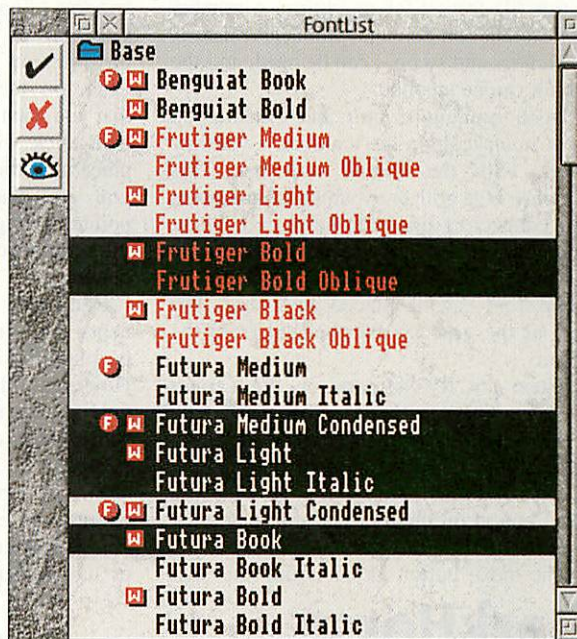 FontList
Base
F W Benguiat Book
W Benguiat Bold
F W Frutiger Medium
Frutiger Medium Oblique
W Frutiger Light
Frutiger Light Oblique
W Frutiger Bold
Frutiger Bold Oblique
W Frutiger Black
Frutiger Black Oblique
F Futura Medium
Futura Medium Italic
F W Futura Medium Condensed
W Futura Light
Futura Light Italic
F W Futura Light Condensed
W Futura Book
Futura Book Italic
W Futura Bold
Futura Bold Italic